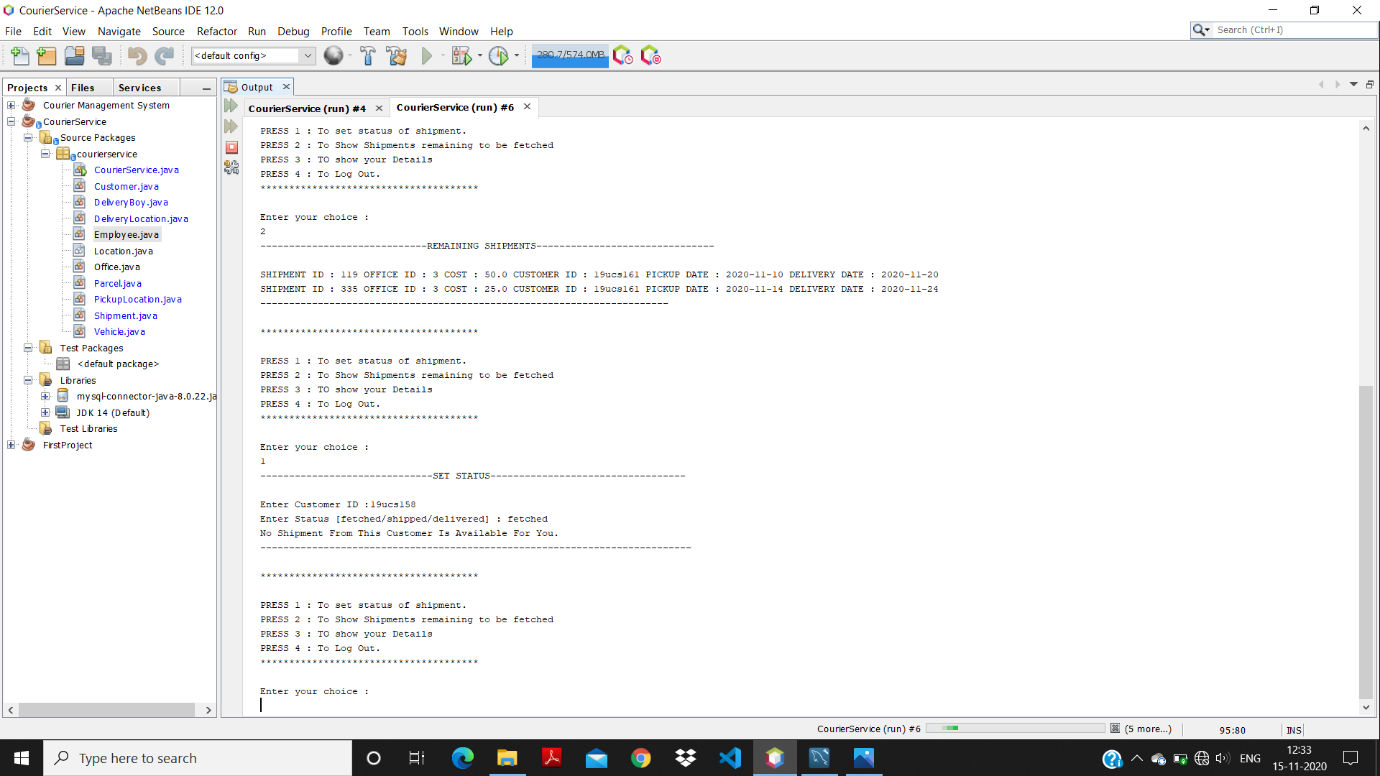 CourierService - Apache NetBeans IDE 12.0
File Edit View Navigate Source Refactor Run Debug Profile Team Tools Window Help
Search (Ctrl+I)
<default config>
280.7/574.0MB
Projects Files Services
Output
Courier Management System
CourierService
Source Packages
courierservice
CourierService.java
Customer.java
DeliveryBoy.java
DeliveryLocation.java
Employee.java
Location.java
Office.java
Parcel.java
PickupLocation.java
Shipment.java
Vehicle.java
Test Packages
<default package>
Libraries
mysql-connector-java-8.0.22.ja
JDK 14 (Default)
Test Libraries
FirstProject
CourierService (run) #4 CourierService (run) #6
PRESS 1 : To set status of shipment.
PRESS 2 : To Show Shipments remaining to be fetched
PRESS 3 : TO show your Details
PRESS 4 : To Log Out.
**************************************
Enter your choice :
2
-----------------------------REMAINING SHIPMENTS-------------------------------
SHIPMENT ID : 119 OFFICE ID : 3 COST : 50.0 CUSTOMER ID : 19ucs161 PICKUP DATE : 2020-11-10 DELIVERY DATE : 2020-11-20
SHIPMENT ID : 335 OFFICE ID : 3 COST : 25.0 CUSTOMER ID : 19ucs161 PICKUP DATE : 2020-11-14 DELIVERY DATE : 2020-11-24
-----------------------------------------------------------------------
**************************************
PRESS 1 : To set status of shipment.
PRESS 2 : To Show Shipments remaining to be fetched
PRESS 3 : TO show your Details
PRESS 4 : To Log Out.
**************************************
Enter your choice :
1
------------------------------SET STATUS----------------------------------
Enter Customer ID :19ucs158
Enter Status [fetched/shipped/delivered] : fetched
No Shipment From This Customer Is Available For You.
---------------------------------------------------------------------------
**************************************
PRESS 1 : To set status of shipment.
PRESS 2 : To Show Shipments remaining to be fetched
PRESS 3 : TO show your Details
PRESS 4 : To Log Out.
**************************************
Enter your choice :
CourierService (run) #6 (5 more...) 95:80 INS
Type here to search
ENG
12:33
15-11-2020